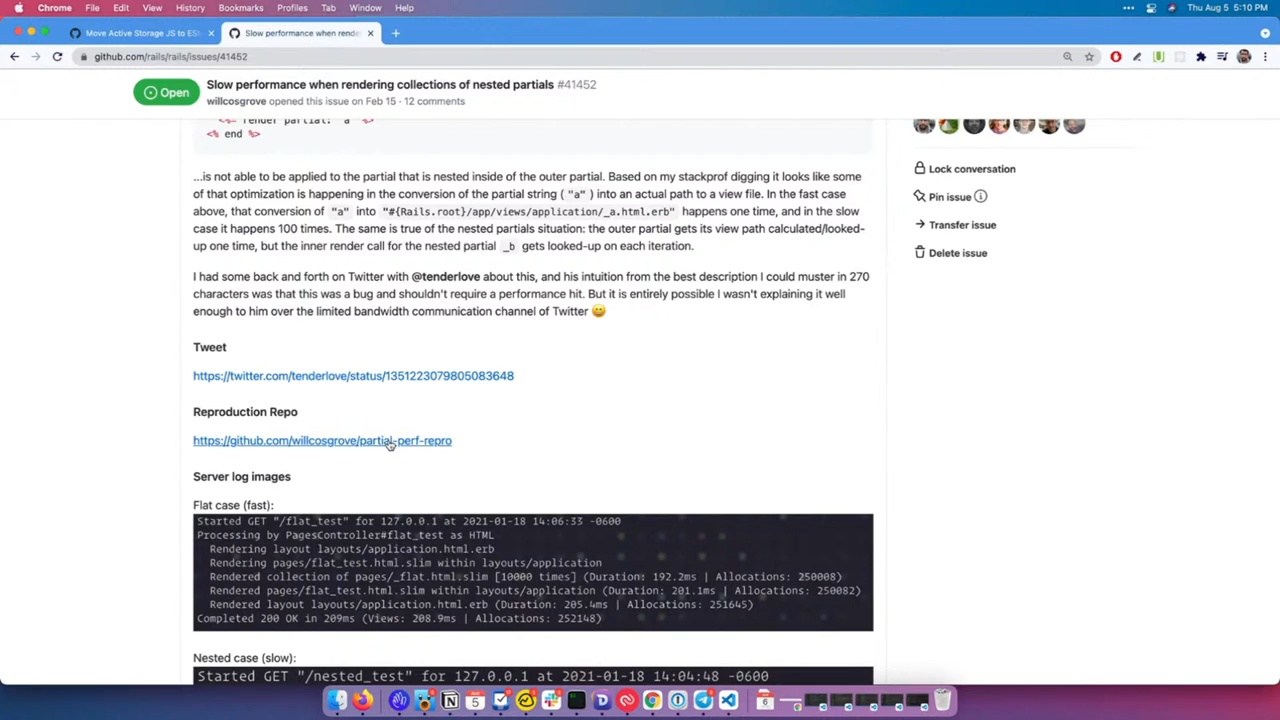 Chrome File Edit View History Bookmarks Profiles Tab Window Help Thu Aug 5 5:10 PM
Move Active Storage JS to ESM Slow performance when rende
github.com/rails/rails/issues/41452
Open Slow performance when rendering collections of nested partials #41452
willcosgrove opened this issue on Feb 15 · 12 comments
<%= render partial: "a" %>
<% end %>
...is not able to be applied to the partial that is nested inside of the outer partial. Based on my stackprof digging it looks like some
of that optimization is happening in the conversion of the partial string ( "a" ) into an actual path to a view file. In the fast case
above, that conversion of "a" into "#{Rails.root}/app/views/application/_a.html.erb" happens one time, and in the slow
case it happens 100 times. The same is true of the nested partials situation: the outer partial gets its view path calculated/looked-
up one time, but the inner render call for the nested partial _b gets looked-up on each iteration.
I had some back and forth on Twitter with @tenderlove about this, and his intuition from the best description I could muster in 270
characters was that this was a bug and shouldn't require a performance hit. But it is entirely possible I wasn't explaining it well
enough to him over the limited bandwidth communication channel of Twitter
Tweet
https://twitter.com/tenderlove/status/1351223079805083648
Reproduction Repo
https://github.com/willcosgrove/partial-perf-repro
Server log images
Flat case (fast):
Started GET "/flat_test" for 127.0.0.1 at 2021-01-18 14:06:33 -0600
Processing by PagesController#flat_test as HTML
Rendering layout layouts/application.html.erb
Rendering pages/flat_test.html.slim within layouts/application
Rendered collection of pages/_flat.html.slim [10000 times] (Duration: 192.2ms | Allocations: 250008)
Rendered pages/flat_test.html.slim within layouts/application (Duration: 201.1ms | Allocations: 250082)
Rendered layout layouts/application.html.erb (Duration: 205.4ms | Allocations: 251645)
Completed 200 OK in 209ms (Views: 208.9ms | Allocations: 252148)
Nested case (slow):
Started GET "/nested_test" for 127.0.0.1 at 2021-01-18 14:04:48 -0600
Lock conversation
Pin issue
Transfer issue
Delete issue